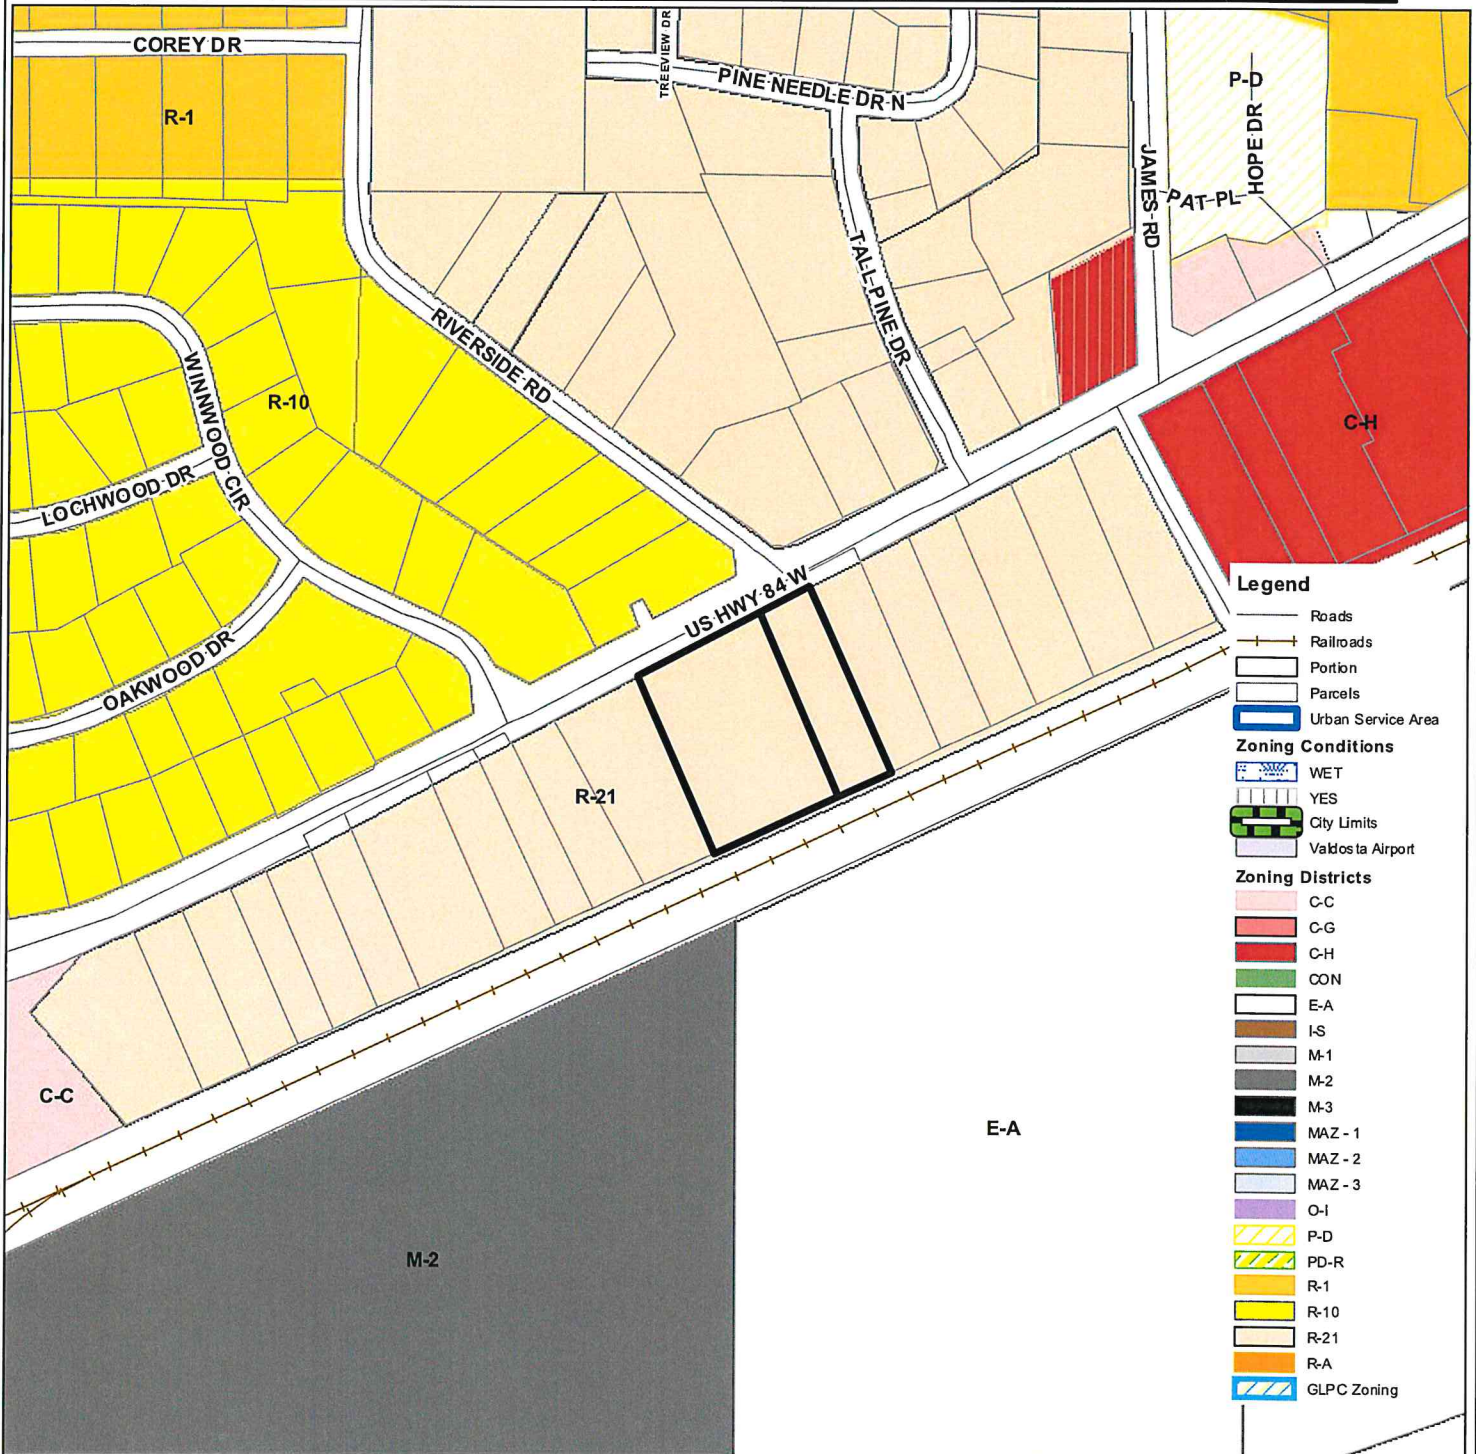 COREY DR
TREEVIEW DR
PINE NEEDLE DR N
P-D
HOPE DR
R-1
JAMES RD
PAT PL
TALL PINE DR
RIVERSIDE RD
WINNWOOD CIR
R-10
C-H
LOCHWOOD DR
US HWY 84 W
OAKWOOD DR
R-21
C-C
E-A
M-2
Legend
Roads
Railroads
Portion
Parcels
Urban Service Area
Zoning Conditions
WET
YES
City Limits
Valdosta Airport
Zoning Districts
C-C
C-G
C-H
CON
E-A
I-S
M-1
M-2
M-3
MAZ - 1
MAZ - 2
MAZ - 3
O-I
P-D
PD-R
R-1
R-10
R-21
R-A
GLPC Zoning